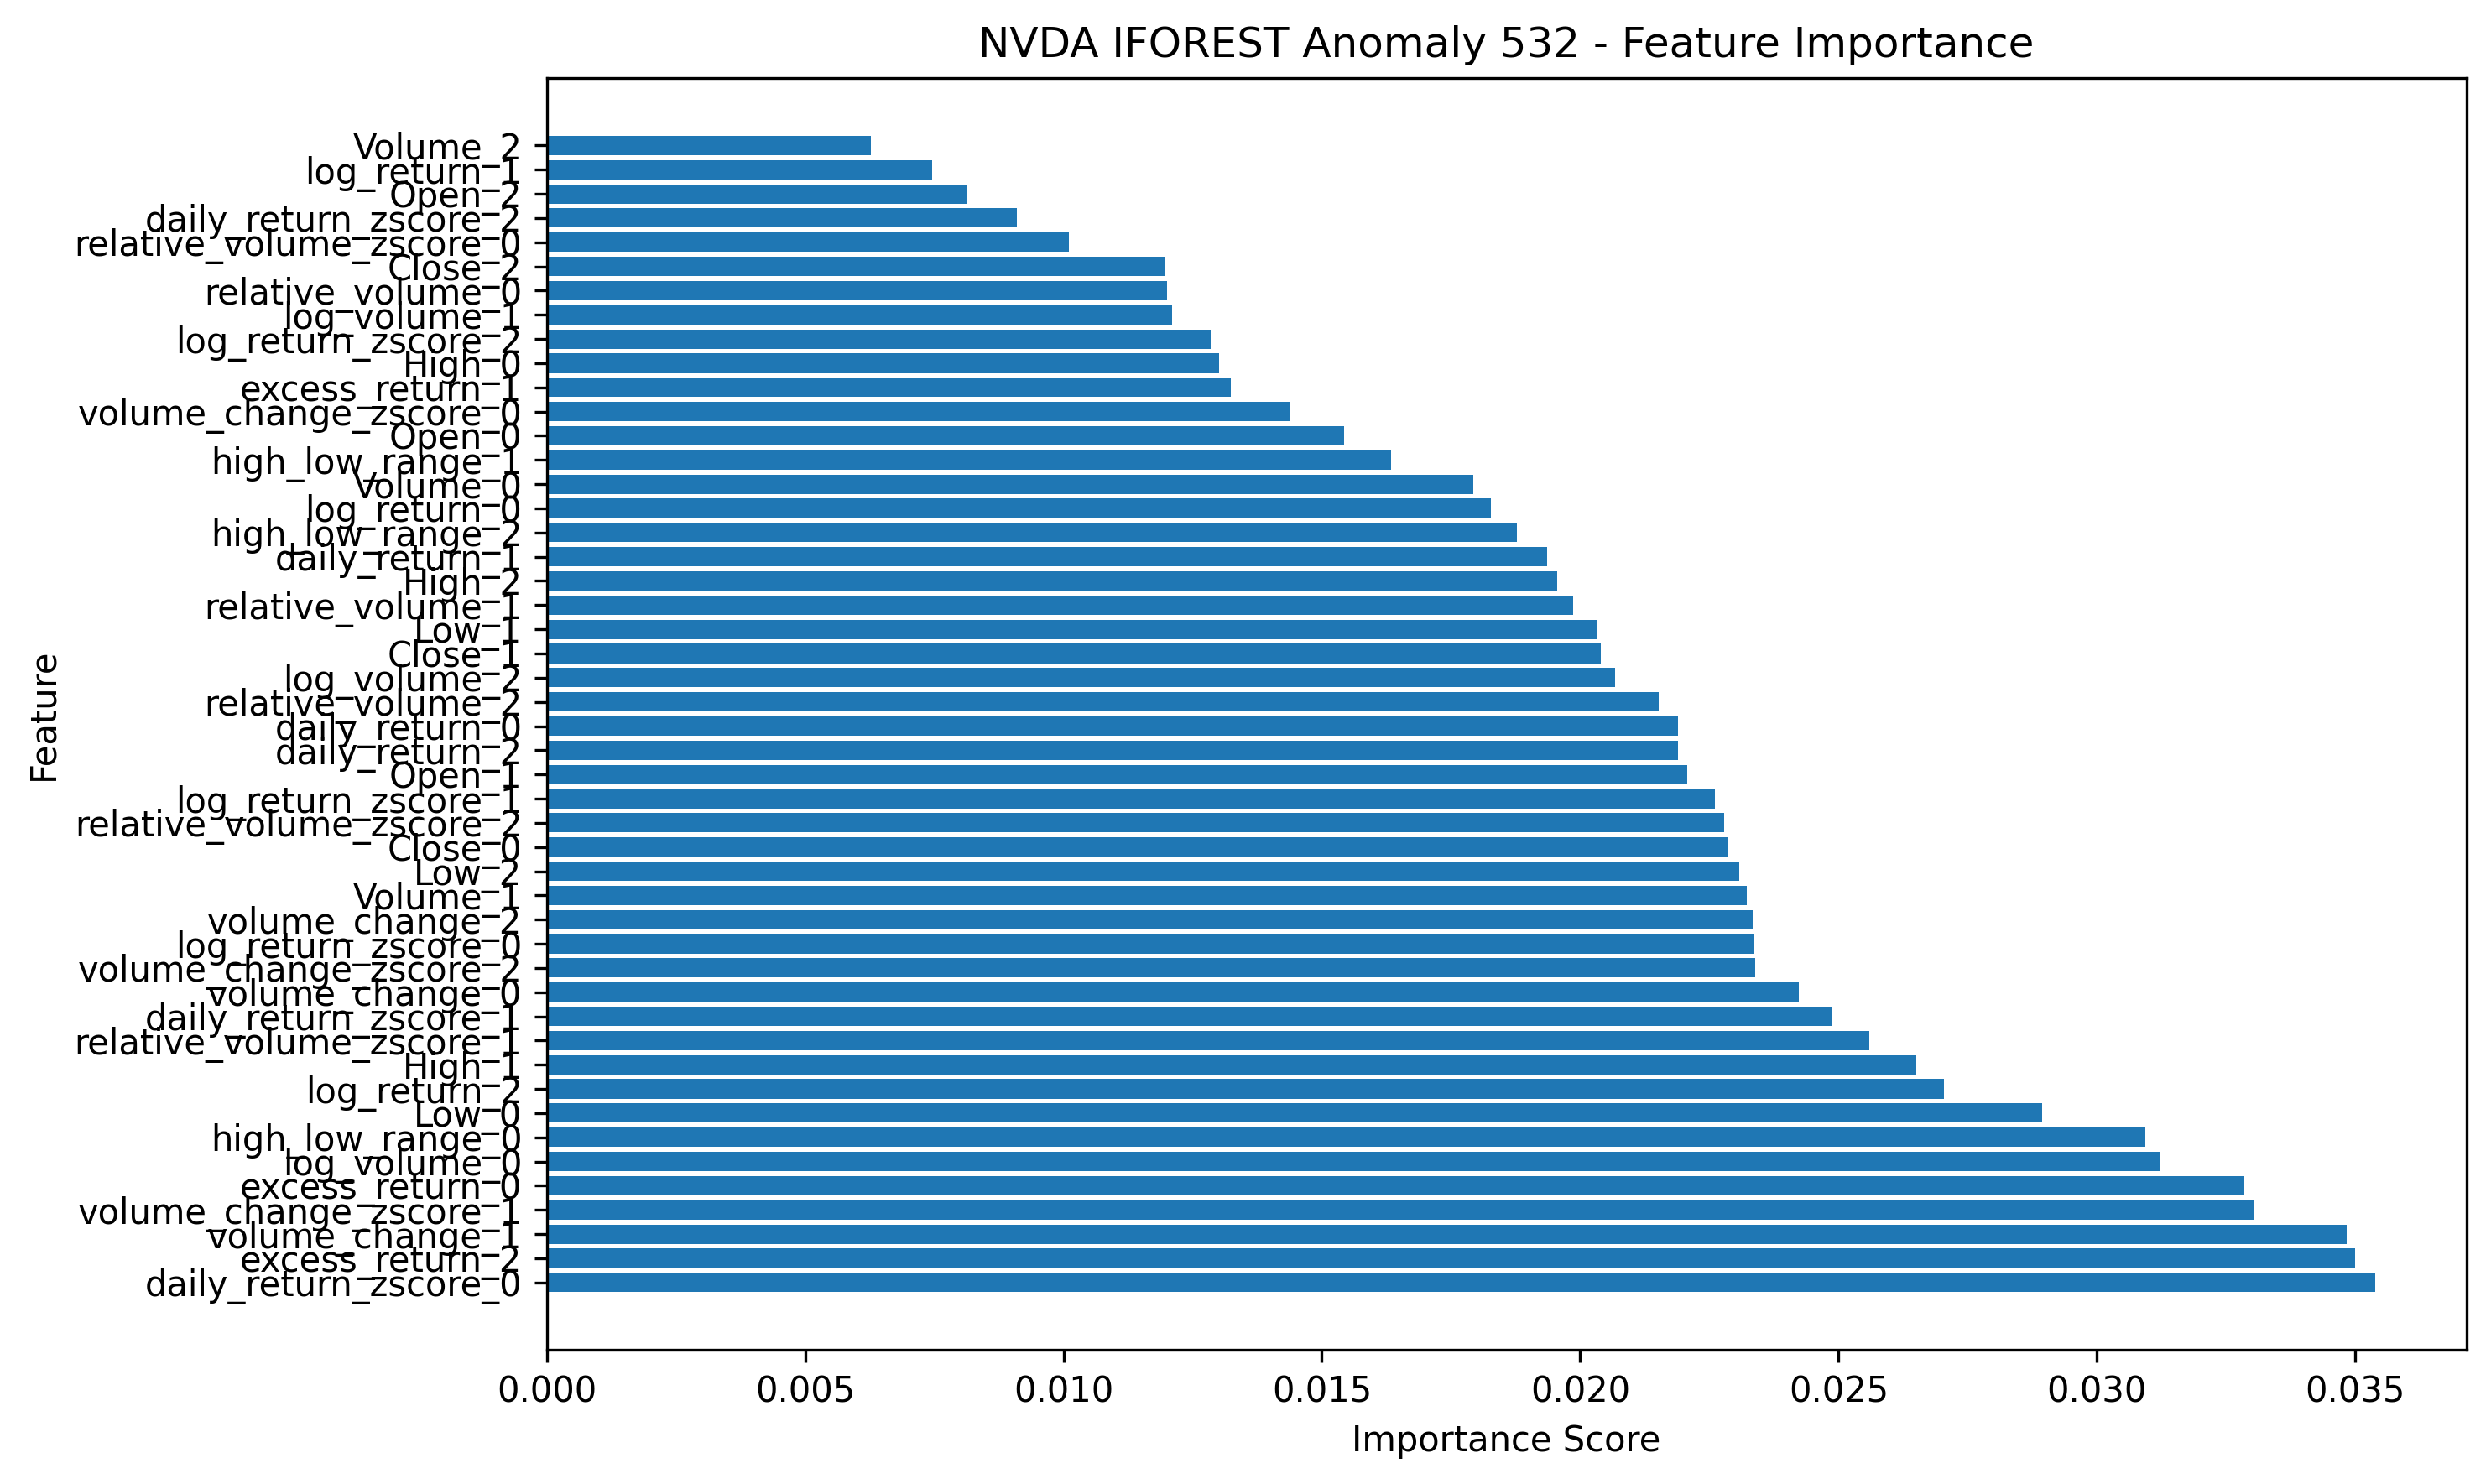 NVDA IFOREST Anomaly 532 - Feature Importance
Volume_2
log_return_1
Open_2
daily_return_zscore_2
relative_volume_zscore_0
Close_2
relative_volume_0
log_volume_1
log_return_zscore_2
High_0
excess_return_1
volume_change_zscore_0
Open_0
high_low_range_1
Volume_0
log_return_0
high_low_range_2
daily_return_1
High_2
relative_volume_1
Low_1
Close_1
log_volume_2
relative_volume_2
daily_return_0
daily_return_2
Open_1
log_return_zscore_1
relative_volume_zscore_2
Close_0
Low_2
Volume_1
volume_change_2
log_return_zscore_0
volume_change_zscore_2
volume_change_0
daily_return_zscore_1
relative_volume_zscore_1
High_1
log_return_2
Low_0
high_low_range_0
log_volume_0
excess_return_0
volume_change_zscore_1
volume_change_1
excess_return_2
daily_return_zscore_0
Feature
0.000 0.005 0.010 0.015 0.020 0.025 0.030 0.035
Importance Score